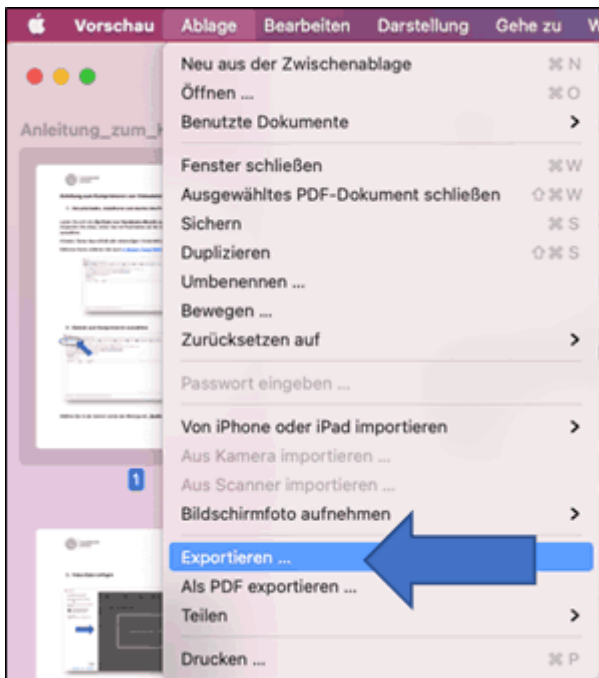 Vorschau Ablage Bearbeiten Darstellung Gehe zu
Neu aus der Zwischenablage ⌘ N
Öffnen ... ⌘ O
Benutzte Dokumente >
Anleitung_zum_
Fenster schließen ⌘ W
Ausgewähltes PDF-Dokument schließen ⇧ ⌘ W
Sichern ⌘ S
Duplizieren ⇧ ⌘ S
Umbenennen ...
Bewegen ...
Zurücksetzen auf >
Passwort eingeben ...
Von iPhone oder iPad importieren >
Aus Kamera importieren ...
1
Aus Scanner importieren ...
Bildschirmfoto aufnehmen >
Exportieren ...
Als PDF exportieren ...
Teilen >
Drucken ... ⌘ P